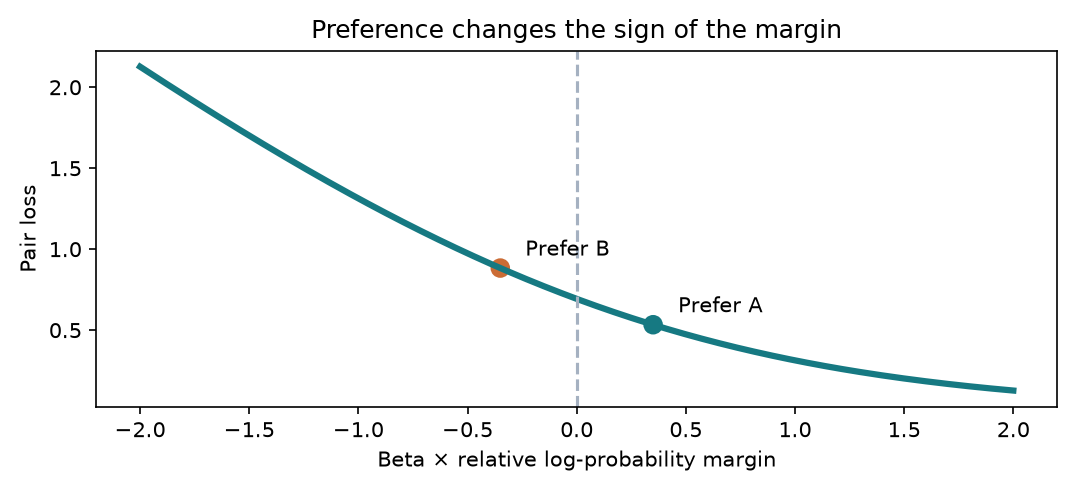 Preference changes the sign of the margin
Pair loss
2.0
1.5
1.0
0.5
Prefer B
Prefer A
−2.0
−1.5
−1.0
−0.5
0.0
0.5
1.0
1.5
2.0
Beta × relative log-probability margin